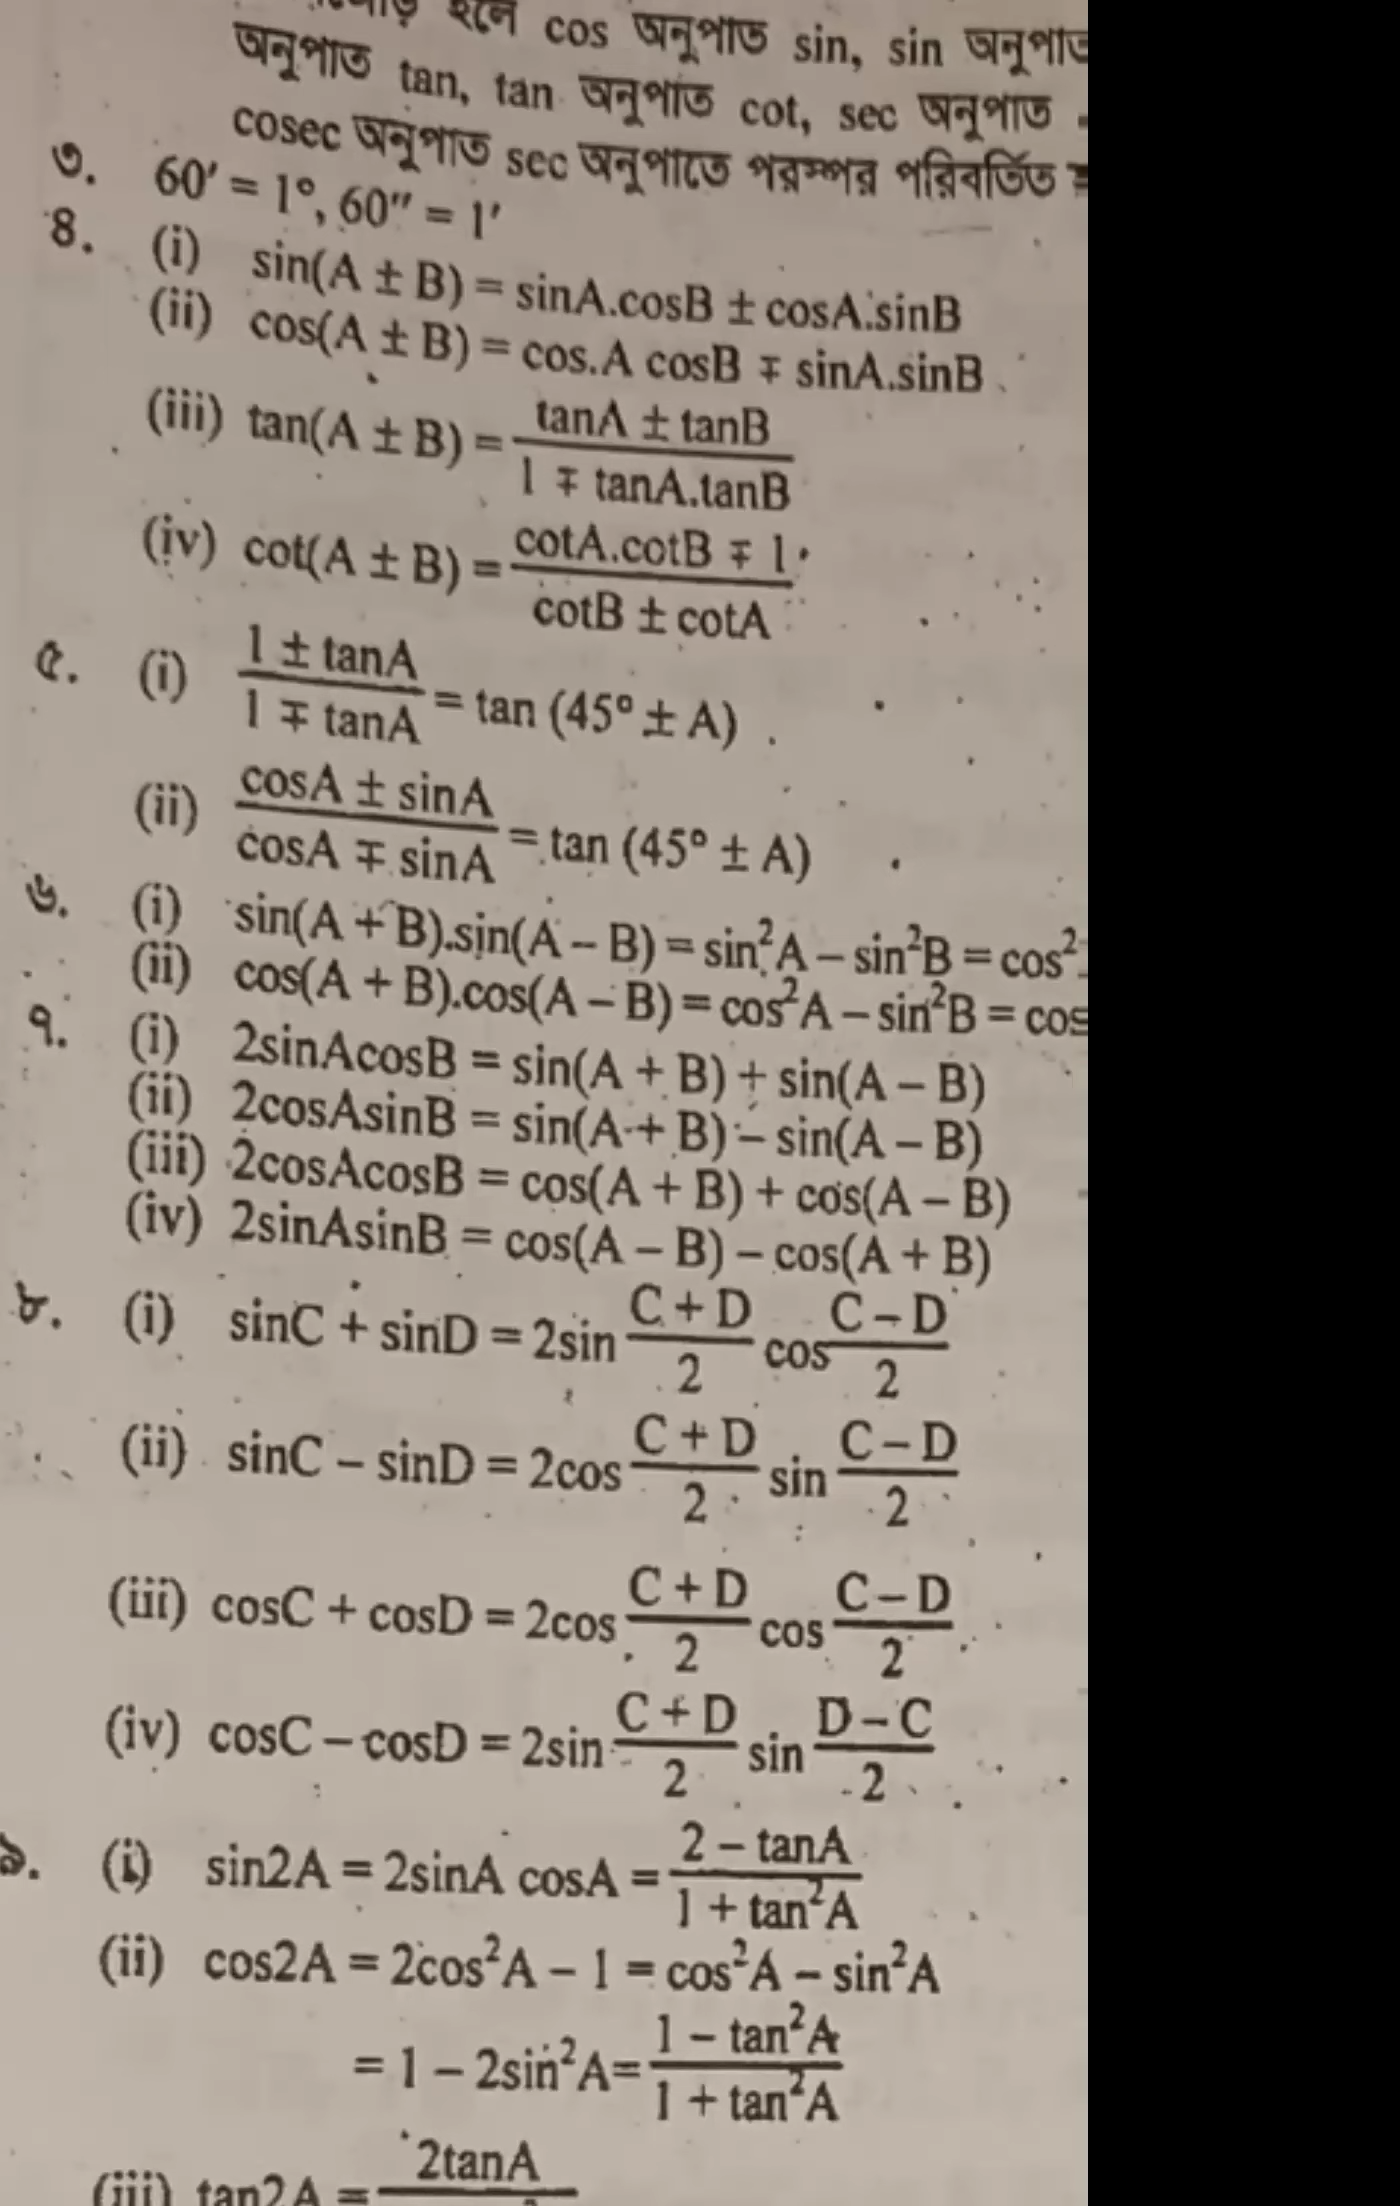 হলে cos অনুপাত sin, sin অনুপাত
অনুপাত tan, tan অনুপাত cot, sec অনুপাত
cosec অনুপাত sec অনুপাতে পরস্পর পরিবর্তিত
৩. 60′ = 1°, 60″ = 1′
৪. (i) sin(A ± B) = sinA.cosB ± cosA.sinB
(ii) cos(A ± B) = cos.A cosB ∓ sinA.sinB
(iii) tan(A ± B) = (tanA ± tanB)/(1 ∓ tanA.tanB)
(iv) cot(A ± B) = (cotA.cotB ∓ 1)/(cotB ± cotA)
৫. (i) (1 ± tanA)/(1 ∓ tanA) = tan (45° ± A)
(ii) (cosA ± sinA)/(cosA ∓ sinA) = tan (45° ± A)
৬. (i) sin(A + B).sin(A – B) = sin²A – sin²B = cos²
(ii) cos(A + B).cos(A – B) = cos²A – sin²B = cos
৭. (i) 2sinAcosB = sin(A + B) + sin(A – B)
(ii) 2cosAsinB = sin(A + B) – sin(A – B)
(iii) 2cosAcosB = cos(A + B) + cos(A – B)
(iv) 2sinAsinB = cos(A – B) – cos(A + B)
৮. (i) sinC + sinD = 2sin (C + D)/2 cos (C – D)/2
(ii) sinC – sinD = 2cos (C + D)/2 sin (C – D)/2
(iii) cosC + cosD = 2cos (C + D)/2 cos (C – D)/2
(iv) cosC – cosD = 2sin (C + D)/2 sin (D – C)/2
৯. (i) sin2A = 2sinA cosA = (2 – tanA)/(1 + tan²A)
(ii) cos2A = 2cos²A – 1 = cos²A – sin²A
= 1 – 2sin²A = (1 – tan²A)/(1 + tan²A)
(iii) tan2A = 2tanA